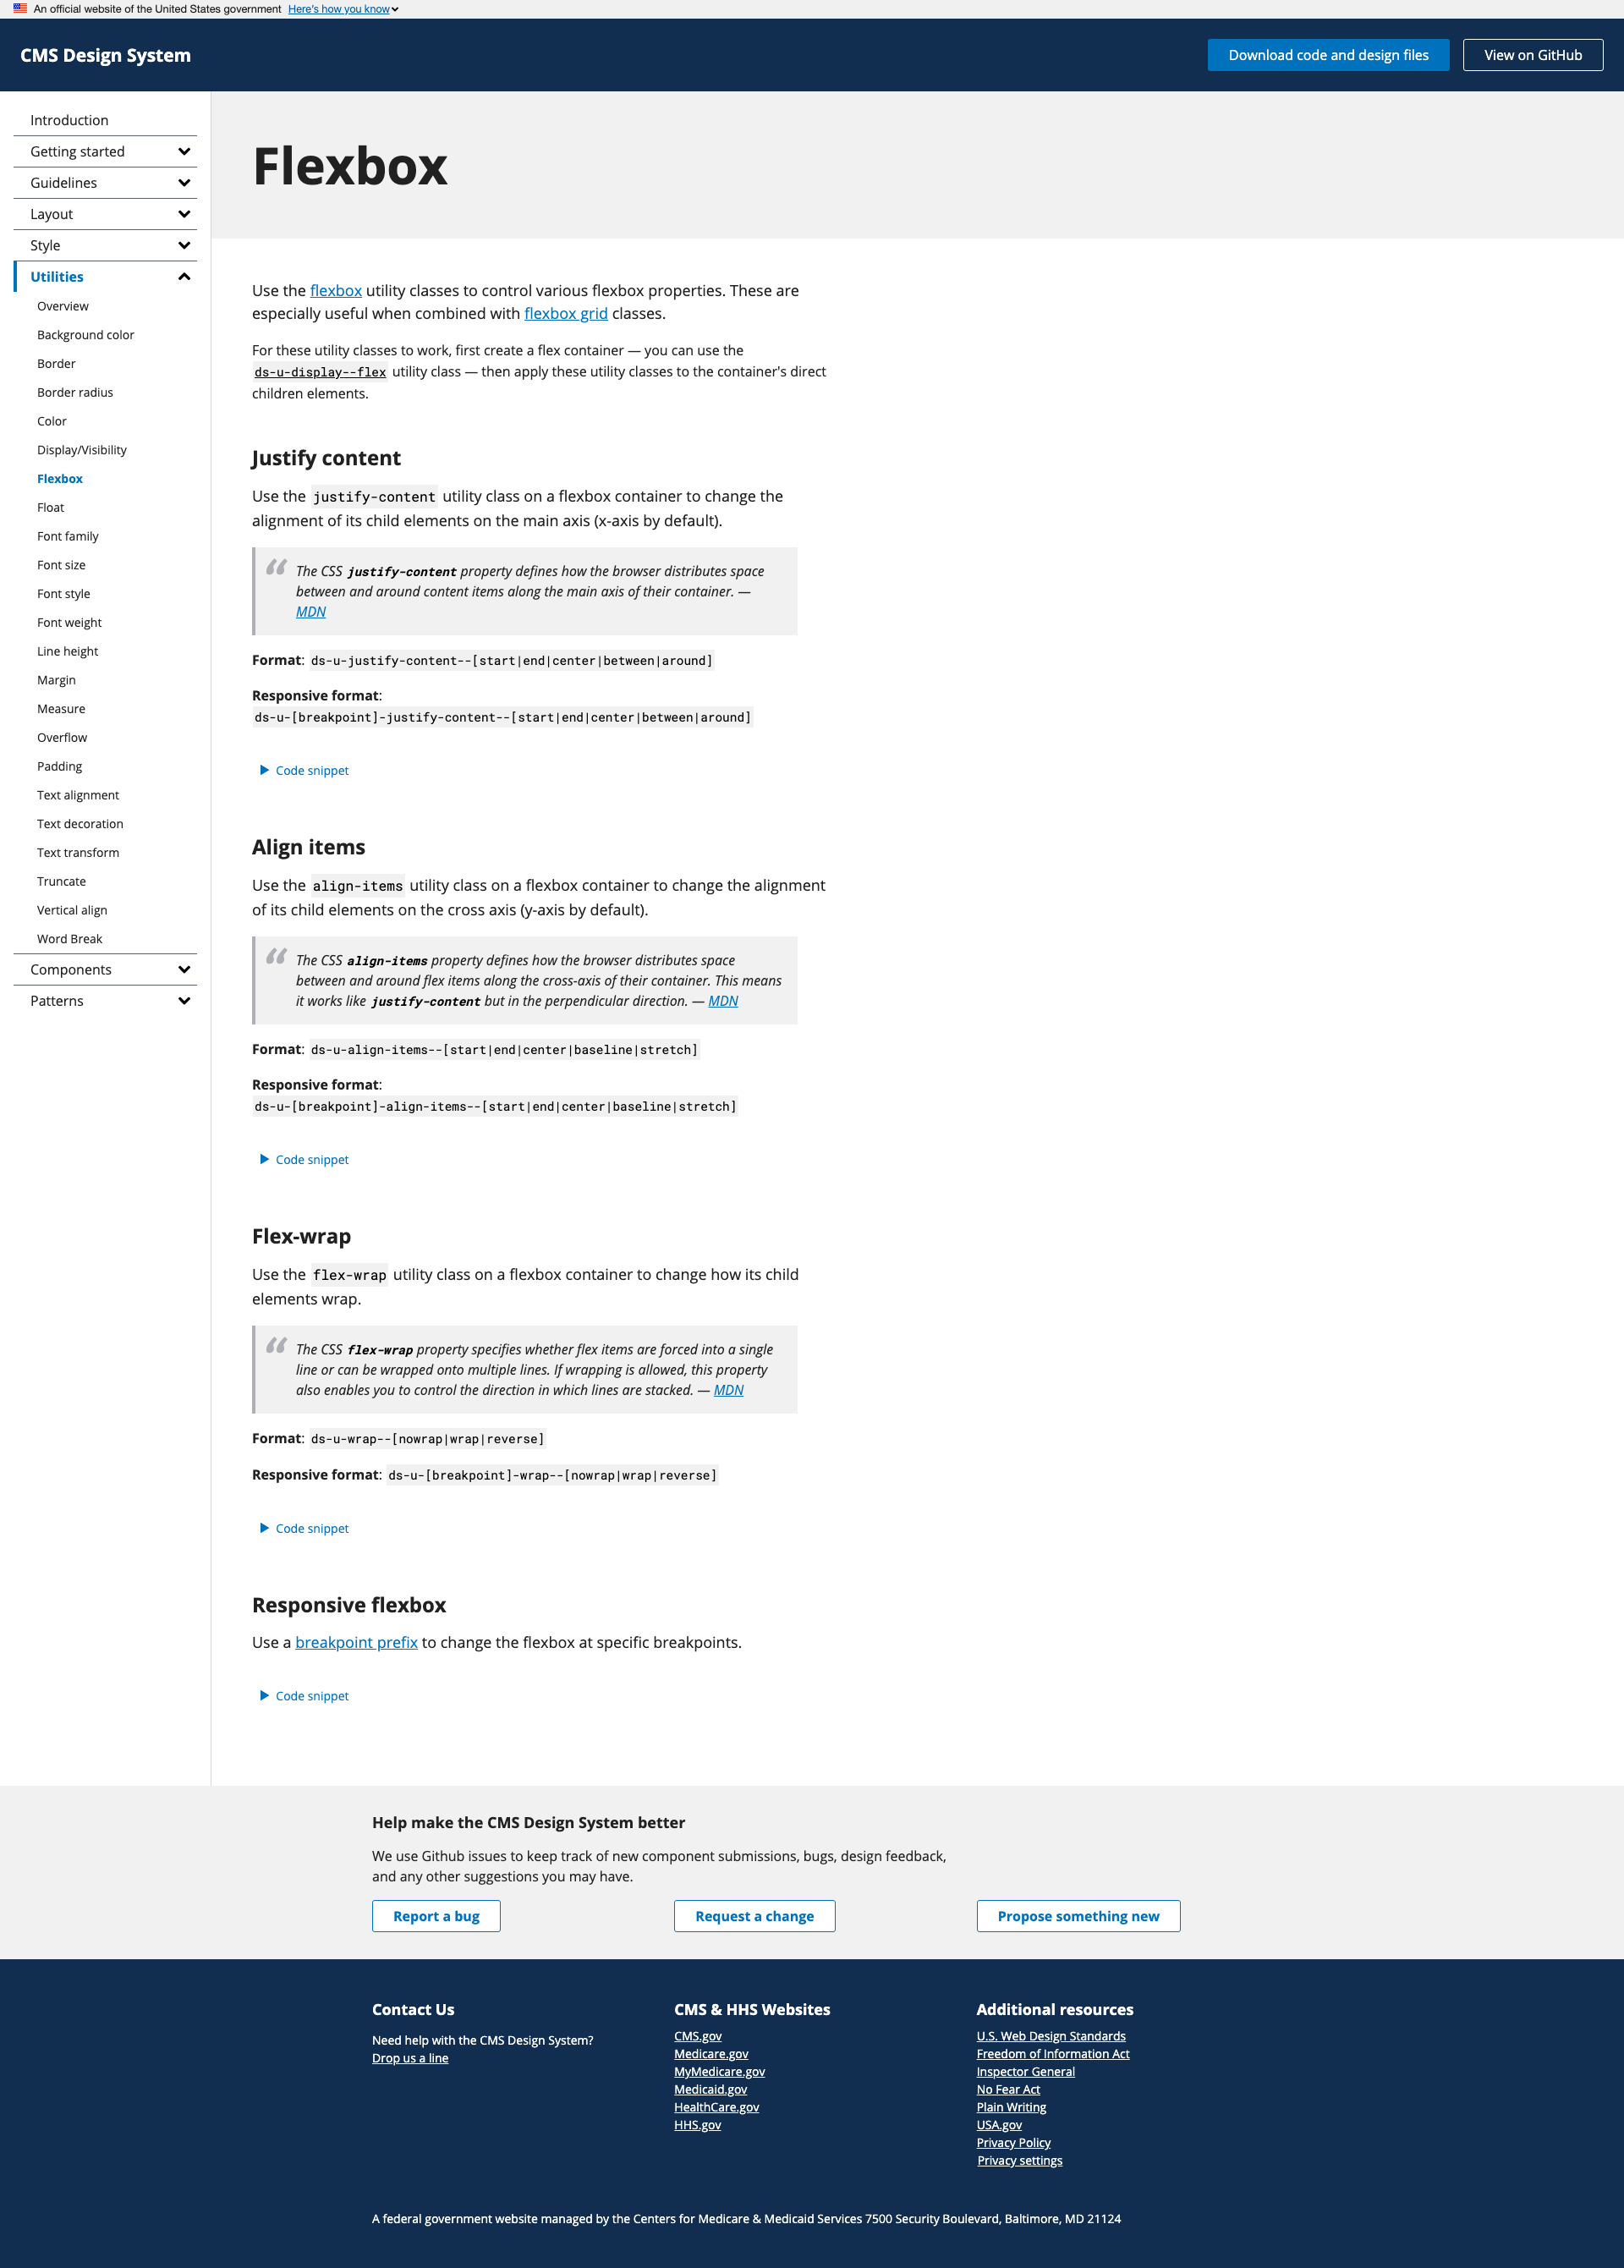 An official website of the United States government Here's how you know
CMS Design System
Download code and design files
View on GitHub
Introduction
Getting started
Guidelines
Layout
Style
Utilities
Overview
Background color
Border
Border radius
Color
Display/Visibility
Flexbox
Float
Font family
Font size
Font style
Font weight
Line height
Margin
Measure
Overflow
Padding
Text alignment
Text decoration
Text transform
Truncate
Vertical align
Word Break
Components
Patterns
Flexbox
Use the flexbox utility classes to control various flexbox properties. These are
especially useful when combined with flexbox grid classes.
For these utility classes to work, first create a flex container — you can use the
ds-u-display--flex utility class — then apply these utility classes to the container's direct
children elements.
Justify content
Use the justify-content utility class on a flexbox container to change the
alignment of its child elements on the main axis (x-axis by default).
“ The CSS justify-content property defines how the browser distributes space
between and around content items along the main axis of their container. —
MDN
Format: ds-u-justify-content--[start|end|center|between|around]
Responsive format:
ds-u-[breakpoint]-justify-content--[start|end|center|between|around]
Code snippet
Align items
Use the align-items utility class on a flexbox container to change the alignment
of its child elements on the cross axis (y-axis by default).
“ The CSS align-items property defines how the browser distributes space
between and around flex items along the cross-axis of their container. This means
it works like justify-content but in the perpendicular direction. — MDN
Format: ds-u-align-items--[start|end|center|baseline|stretch]
Responsive format:
ds-u-[breakpoint]-align-items--[start|end|center|baseline|stretch]
Code snippet
Flex-wrap
Use the flex-wrap utility class on a flexbox container to change how its child
elements wrap.
“ The CSS flex-wrap property specifies whether flex items are forced into a single
line or can be wrapped onto multiple lines. If wrapping is allowed, this property
also enables you to control the direction in which lines are stacked. — MDN
Format: ds-u-wrap--[nowrap|wrap|reverse]
Responsive format: ds-u-[breakpoint]-wrap--[nowrap|wrap|reverse]
Code snippet
Responsive flexbox
Use a breakpoint prefix to change the flexbox at specific breakpoints.
Code snippet
Help make the CMS Design System better
We use Github issues to keep track of new component submissions, bugs, design feedback,
and any other suggestions you may have.
Report a bug
Request a change
Propose something new
Contact Us
Need help with the CMS Design System?
Drop us a line
CMS & HHS Websites
CMS.gov
Medicare.gov
MyMedicare.gov
Medicaid.gov
HealthCare.gov
HHS.gov
Additional resources
U.S. Web Design Standards
Freedom of Information Act
Inspector General
No Fear Act
Plain Writing
USA.gov
Privacy Policy
Privacy settings
A federal government website managed by the Centers for Medicare & Medicaid Services 7500 Security Boulevard, Baltimore, MD 21124